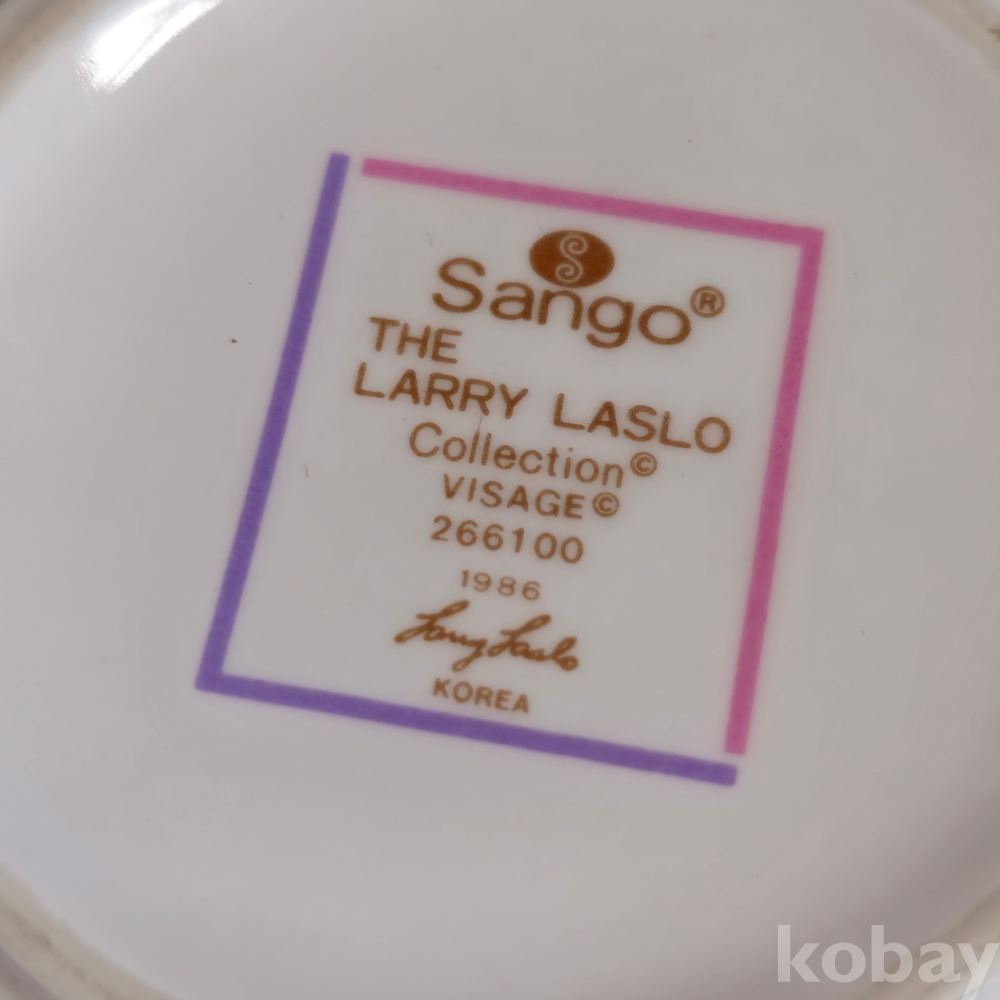 S
Sango®
THE
LARRY LASLO
Collection©
VISAGE©
266100
1986
Larry Laslo
KOREA
kobay